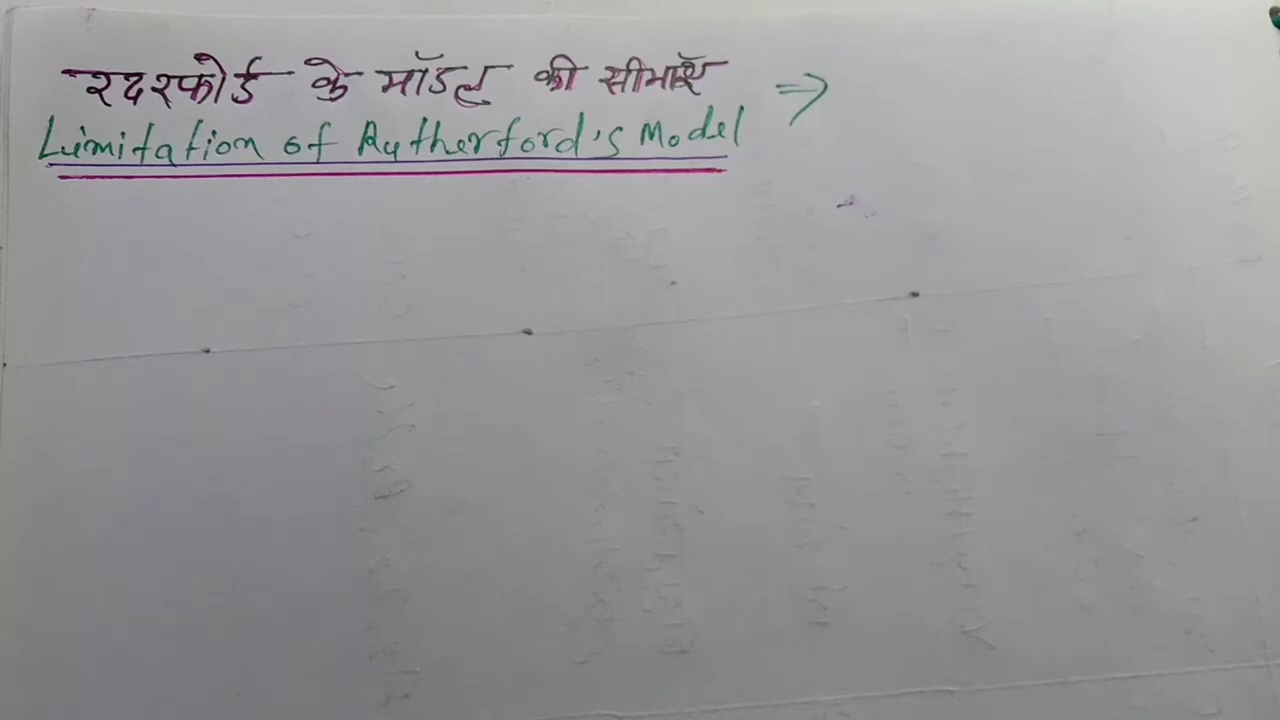 रदरफोर्ड के मॉडल की सीमाएँ ⇒
Limitation of Rutherford's Model